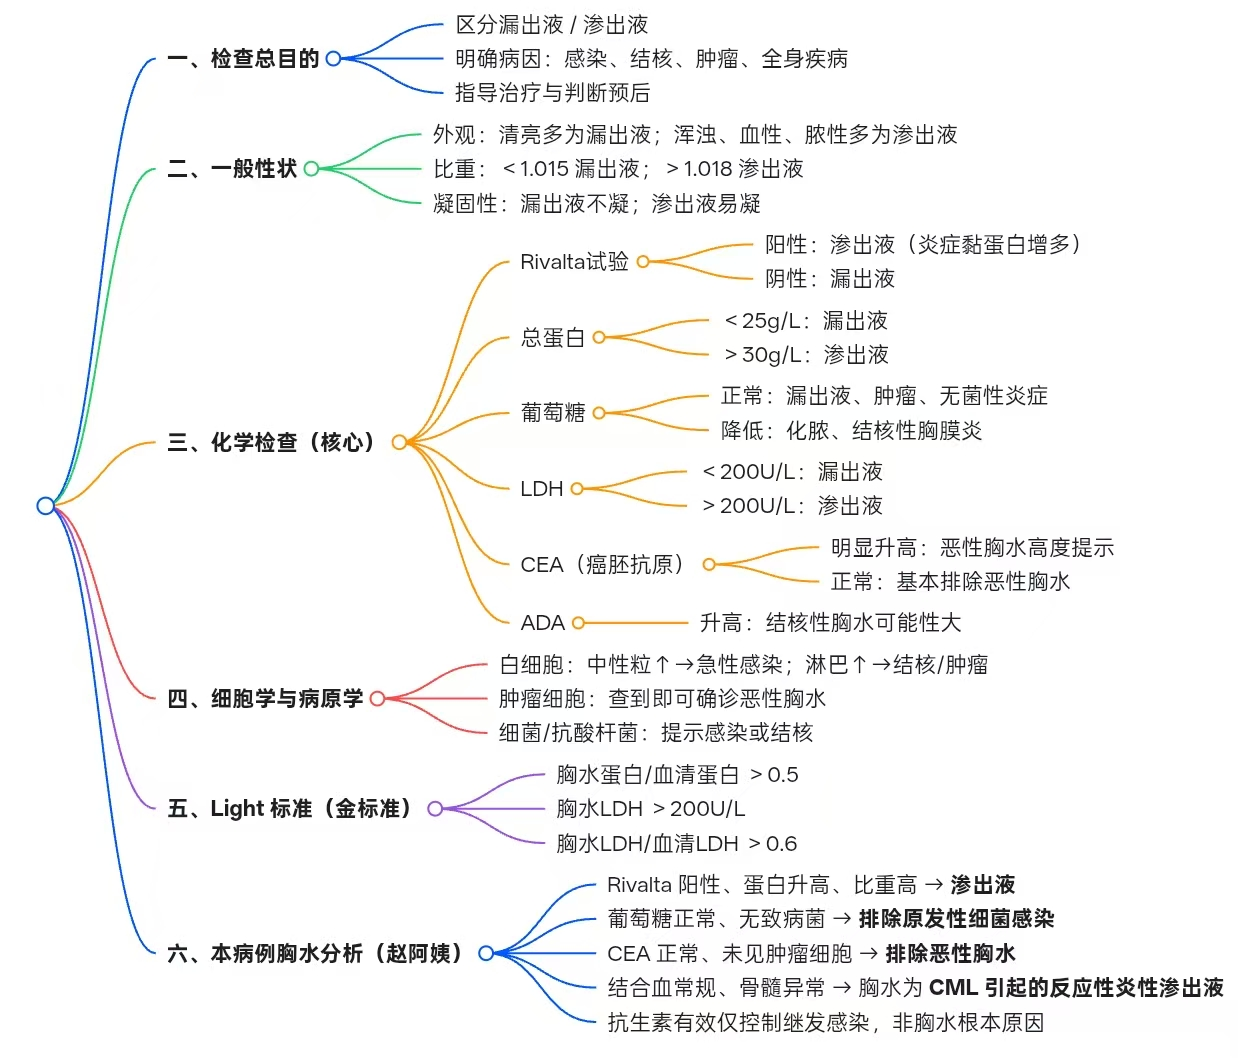 一、检查总目的
区分漏出液 / 渗出液
明确病因：感染、结核、肿瘤、全身疾病
指导治疗与判断预后
二、一般性状
外观：清亮多为漏出液；浑浊、血性、脓性多为渗出液
比重：＜1.015 漏出液；＞1.018 渗出液
凝固性：漏出液不凝；渗出液易凝
三、化学检查（核心）
Rivalta试验
阳性：渗出液（炎症黏蛋白增多）
阴性：漏出液
总蛋白
＜25g/L：漏出液
＞30g/L：渗出液
葡萄糖
正常：漏出液、肿瘤、无菌性炎症
降低：化脓、结核性胸膜炎
LDH
＜200U/L：漏出液
＞200U/L：渗出液
CEA（癌胚抗原）
明显升高：恶性胸水高度提示
正常：基本排除恶性胸水
ADA
升高：结核性胸水可能性大
四、细胞学与病原学
白细胞：中性粒↑→急性感染；淋巴↑→结核/肿瘤
肿瘤细胞：查到即可确诊恶性胸水
细菌/抗酸杆菌：提示感染或结核
五、Light 标准（金标准）
胸水蛋白/血清蛋白 ＞0.5
胸水LDH ＞200U/L
胸水LDH/血清LDH ＞0.6
六、本病例胸水分析（赵阿姨）
Rivalta 阳性、蛋白升高、比重高 → 渗出液
葡萄糖正常、无致病菌 → 排除原发性细菌感染
CEA 正常、未见肿瘤细胞 → 排除恶性胸水
结合血常规、骨髓异常 → 胸水为 CML 引起的反应性炎性渗出液
抗生素有效仅控制继发感染，非胸水根本原因